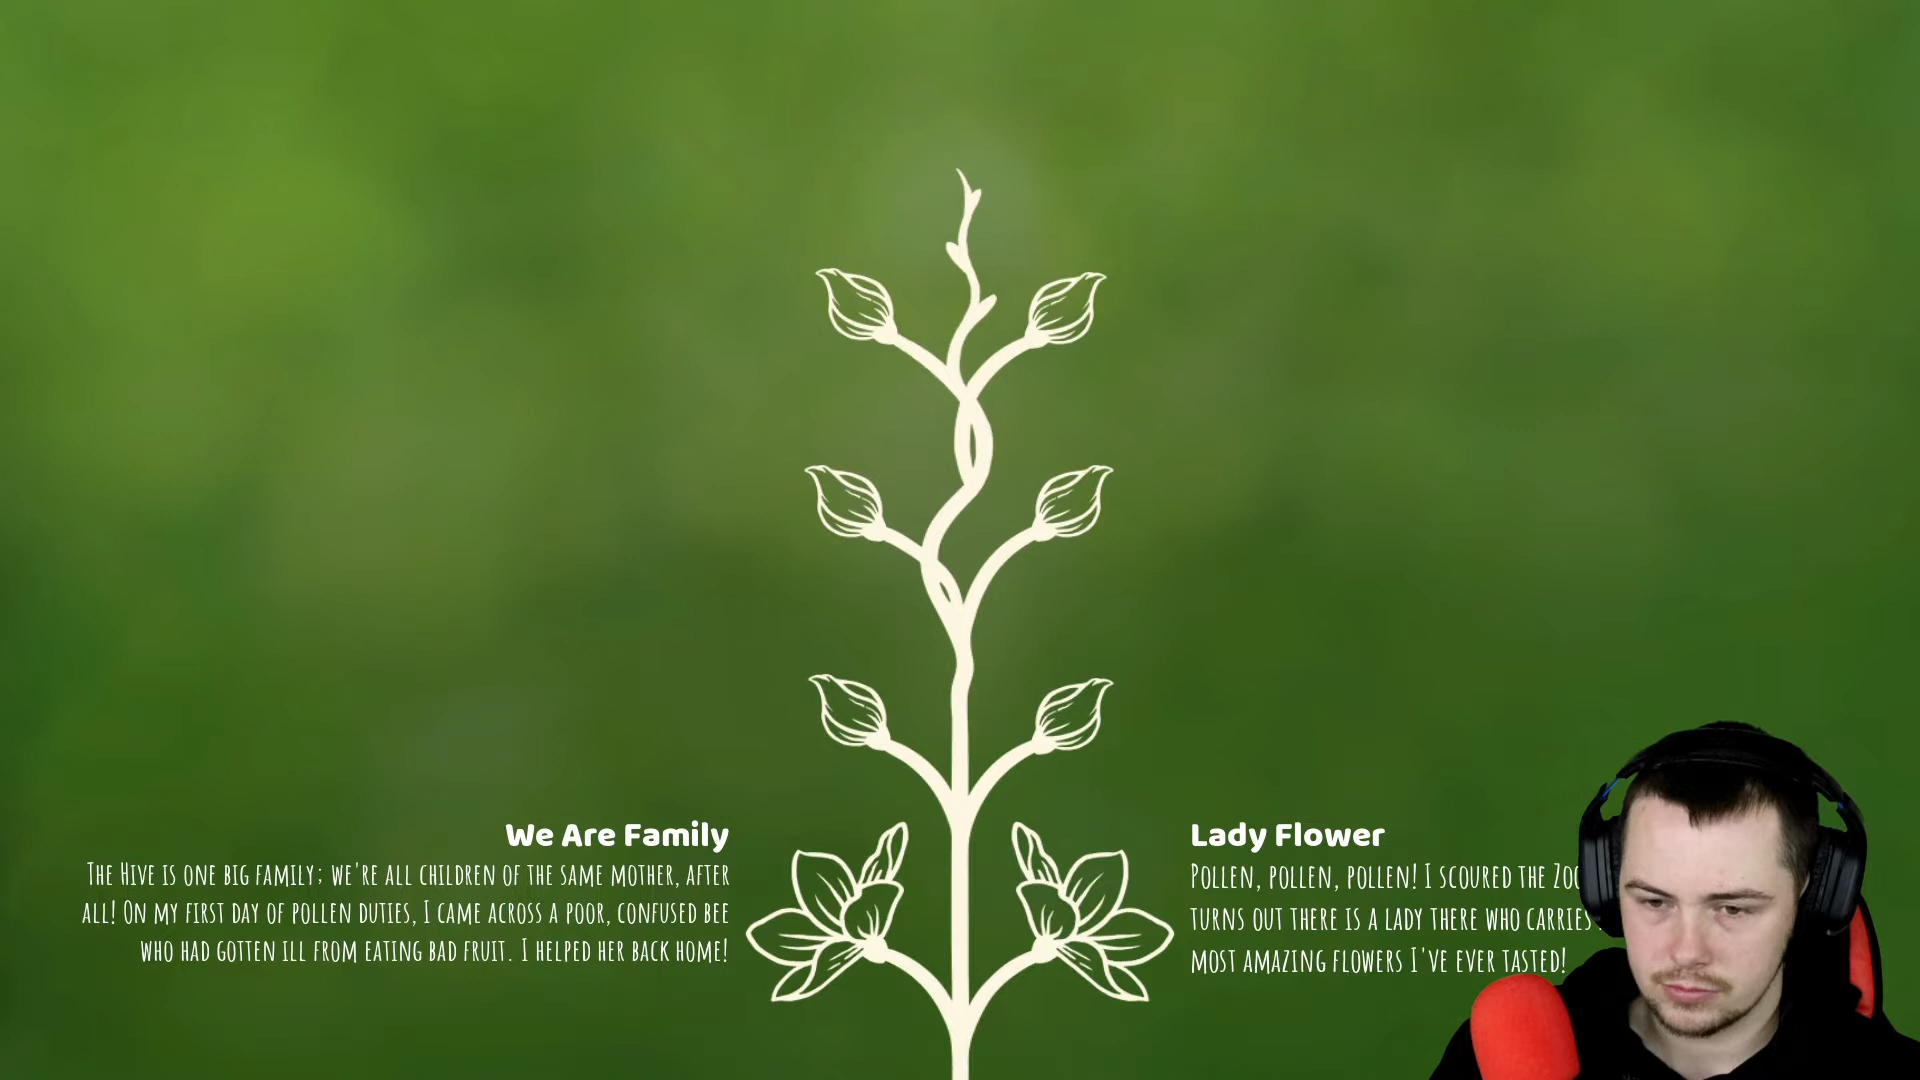 We Are Family
The Hive is one big family; we're all children of the same mother, after
all! On my first day of pollen duties, I came across a poor, confused bee
who had gotten ill from eating bad fruit. I helped her back home!
Lady Flower
Pollen, pollen, pollen! I scoured the
turns out there is a lady there who carries
most amazing flowers I've ever tasted!